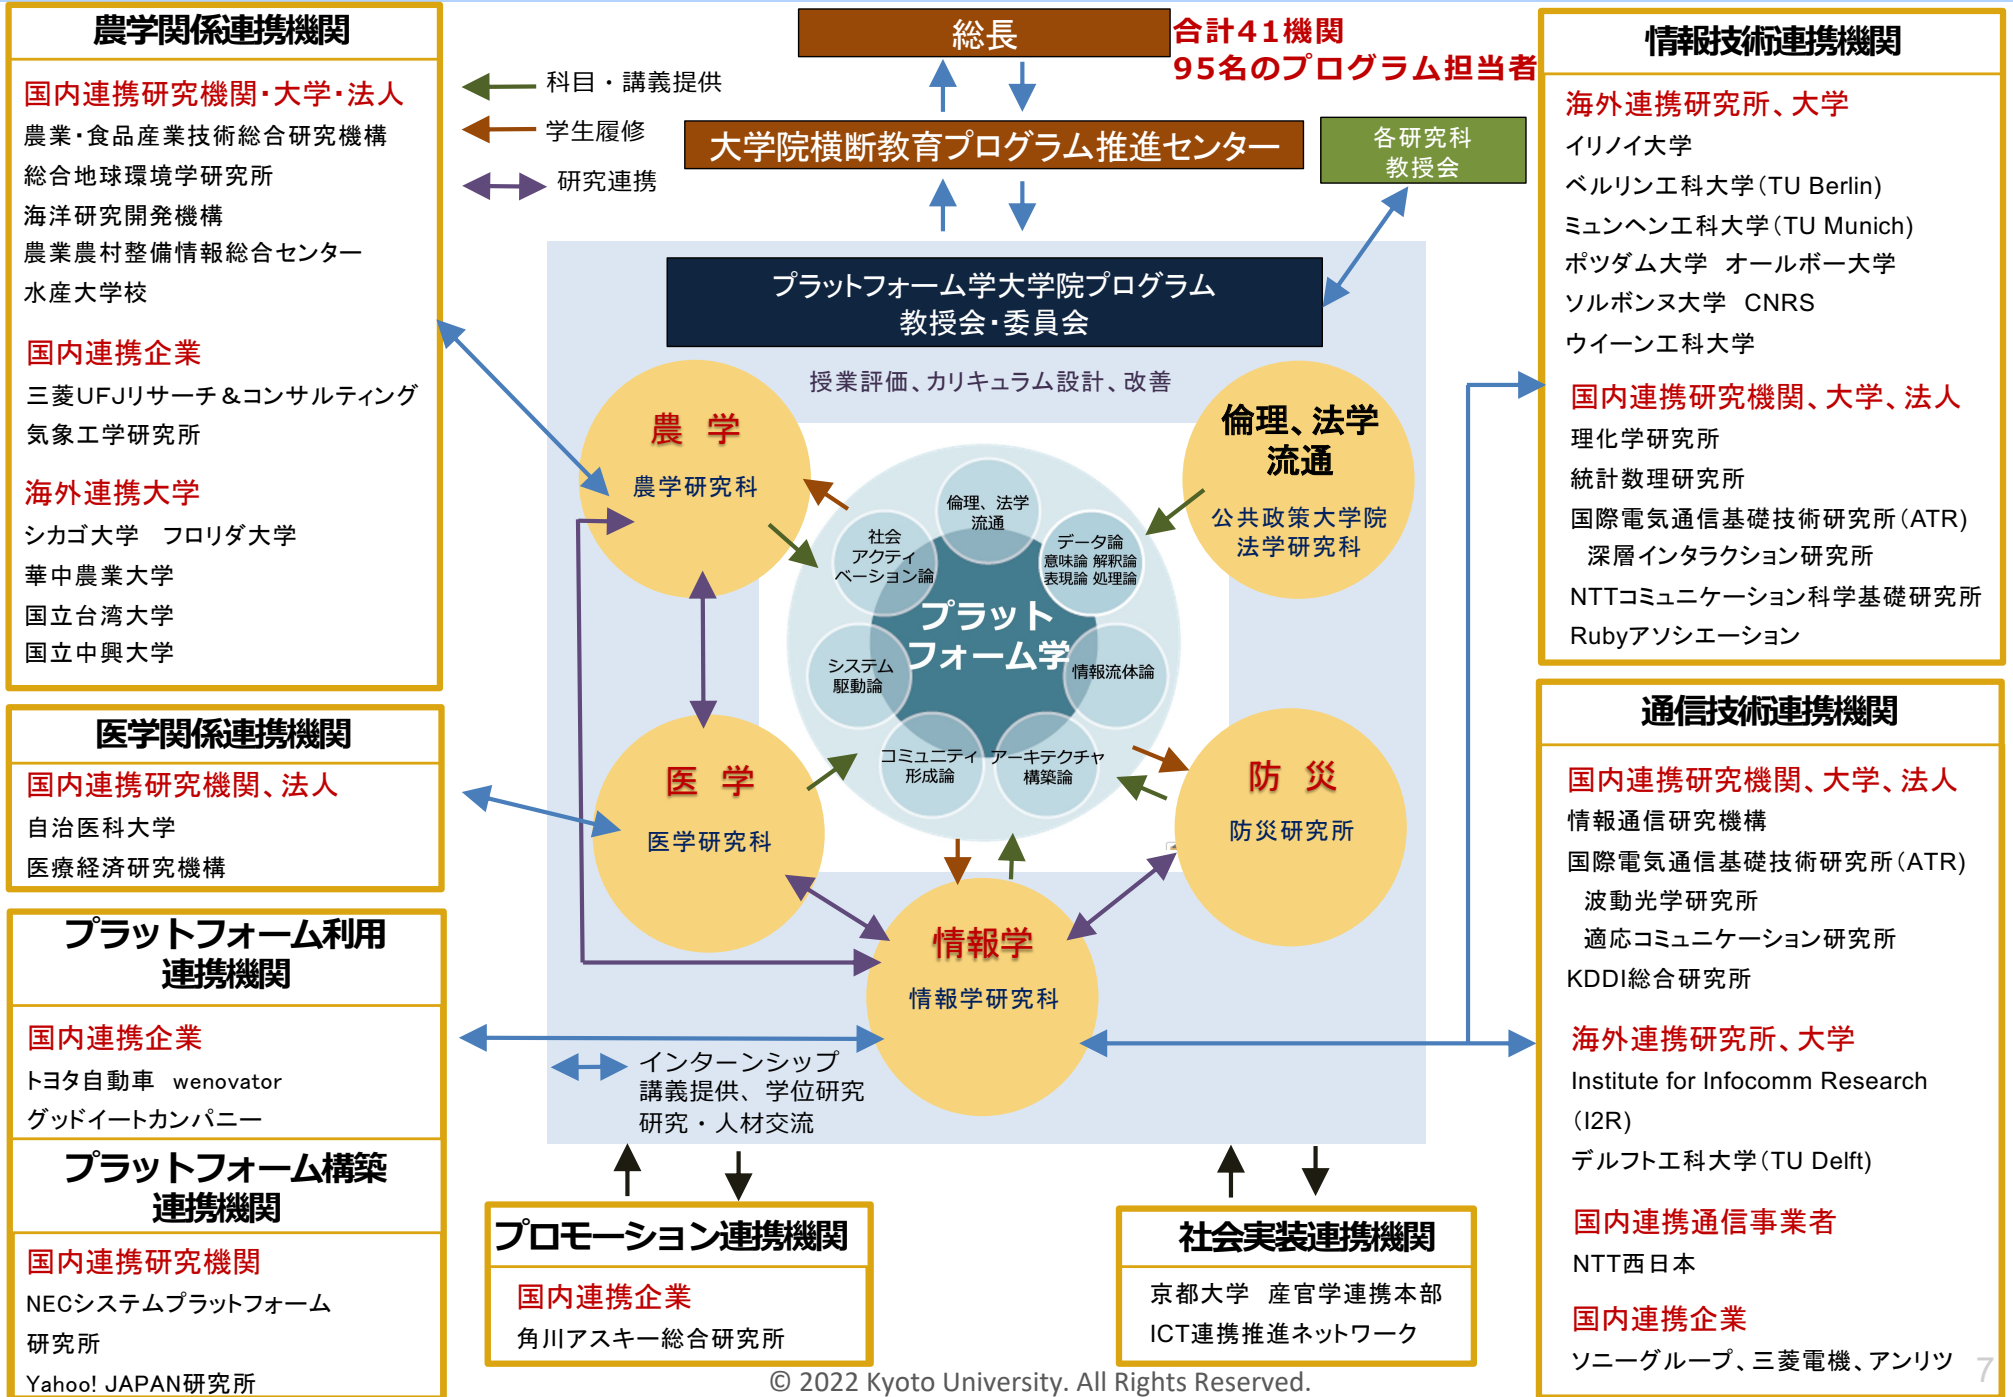 農学関係連携機関
国内連携研究機関・大学・法人
農業・食品産業技術総合研究機構
総合地球環境学研究所
海洋研究開発機構
農業農村整備情報総合センター
水産大学校
国内連携企業
三菱UFJリサーチ＆コンサルティング
気象工学研究所
海外連携大学
シカゴ大学　フロリダ大学
華中農業大学
国立台湾大学
国立中興大学
医学関係連携機関
国内連携研究機関、法人
自治医科大学
医療経済研究機構
プラットフォーム利用
連携機関
国内連携企業
トヨタ自動車　wenovator
グッドイートカンパニー
プラットフォーム構築
連携機関
国内連携研究機関
NECシステムプラットフォーム
研究所
Yahoo! JAPAN研究所
総長
合計41機関
95名のプログラム担当者
科目・講義提供
学生履修
研究連携
大学院横断教育プログラム推進センター
各研究科
教授会
プラットフォーム学大学院プログラム
教授会・委員会
授業評価、カリキュラム設計、改善
農 学
農学研究科
倫理、法学
流通
公共政策大学院
法学研究科
倫理、法学
流通
社会
アクティ
ベーション論
データ論
意味論 解釈論
表現論 処理論
プラット
フォーム学
システム
駆動論
情報流体論
コミュニティ
形成論
アーキテクチャ
構築論
医 学
医学研究科
防 災
防災研究所
情報学
情報学研究科
インターンシップ
講義提供、学位研究
研究・人材交流
プロモーション連携機関
国内連携企業
角川アスキー総合研究所
社会実装連携機関
京都大学　産官学連携本部
ICT連携推進ネットワーク
情報技術連携機関
海外連携研究所、大学
イリノイ大学
ベルリン工科大学（TU Berlin)
ミュンヘン工科大学（TU Munich)
ポツダム大学　オールボー大学
ソルボンヌ大学　CNRS
ウイーン工科大学
国内連携研究機関、大学、法人
理化学研究所
統計数理研究所
国際電気通信基礎技術研究所（ATR)
深層インタラクション研究所
NTTコミュニケーション科学基礎研究所
Rubyアソシエーション
通信技術連携機関
国内連携研究機関、大学、法人
情報通信研究機構
国際電気通信基礎技術研究所（ATR)
波動光学研究所
適応コミュニケーション研究所
KDDI総合研究所
海外連携研究所、大学
Institute for Infocomm Research
（I2R)
デルフト工科大学（TU Delft)
国内連携通信事業者
NTT西日本
国内連携企業
ソニーグループ、三菱電機、アンリツ
© 2022 Kyoto University. All Rights Reserved.
7